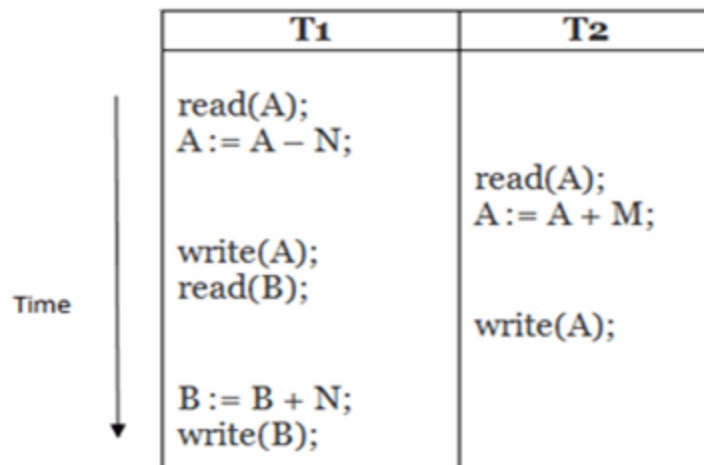 T1 T2
read(A);
A := A – N;
read(A);
A := A + M;
write(A);
read(B);
Time
write(A);
B := B + N;
write(B);